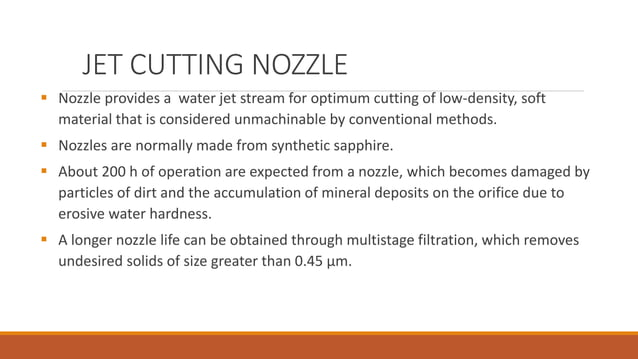 JET CUTTING NOZZLE
▪ Nozzle provides a water jet stream for optimum cutting of low-density, soft
material that is considered unmachinable by conventional methods.
▪ Nozzles are normally made from synthetic sapphire.
▪ About 200 h of operation are expected from a nozzle, which becomes damaged by
particles of dirt and the accumulation of mineral deposits on the orifice due to
erosive water hardness.
▪ A longer nozzle life can be obtained through multistage filtration, which removes
undesired solids of size greater than 0.45 μm.